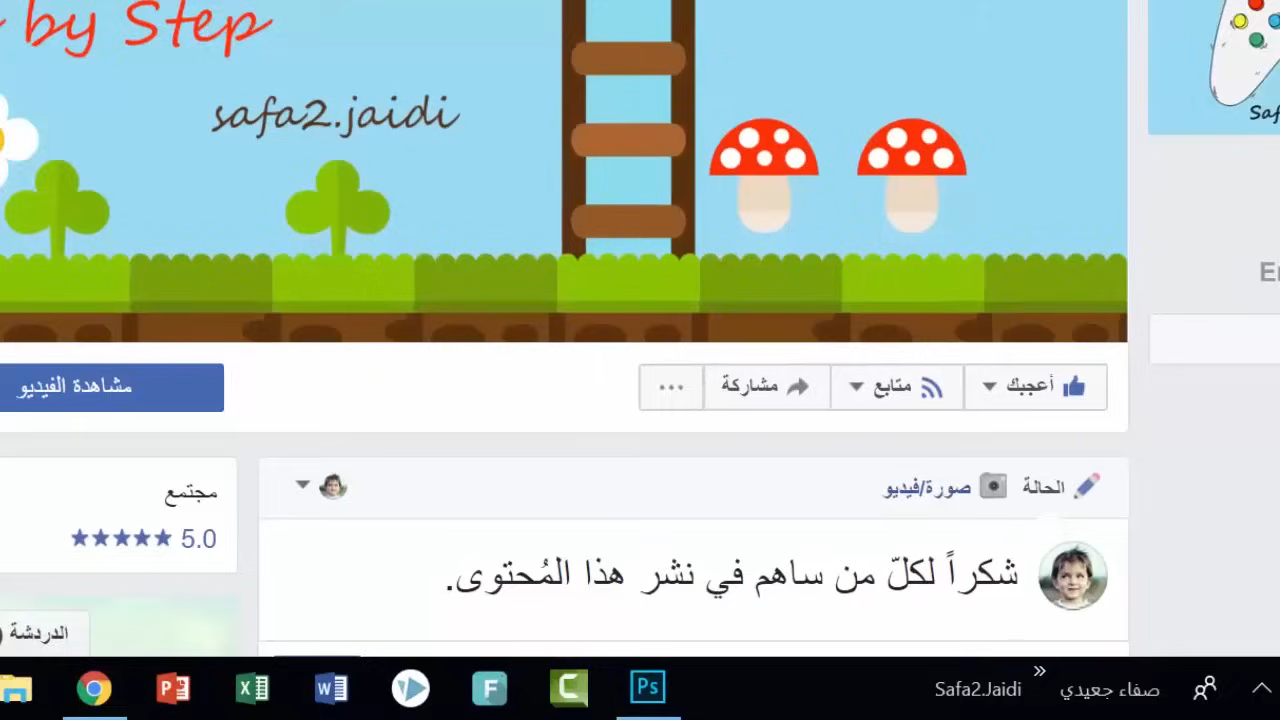 by Step
safa2.jaidi
مشاهدة الفيديو
أعجبك
متابع
مشاركة
الحالة
صورة/فيديو
مجتمع
5.0
شكراً لكلّ من ساهم في نشر هذا المُحتوى.
الدردشة
Safa2.Jaidi
صفاء جعيدي